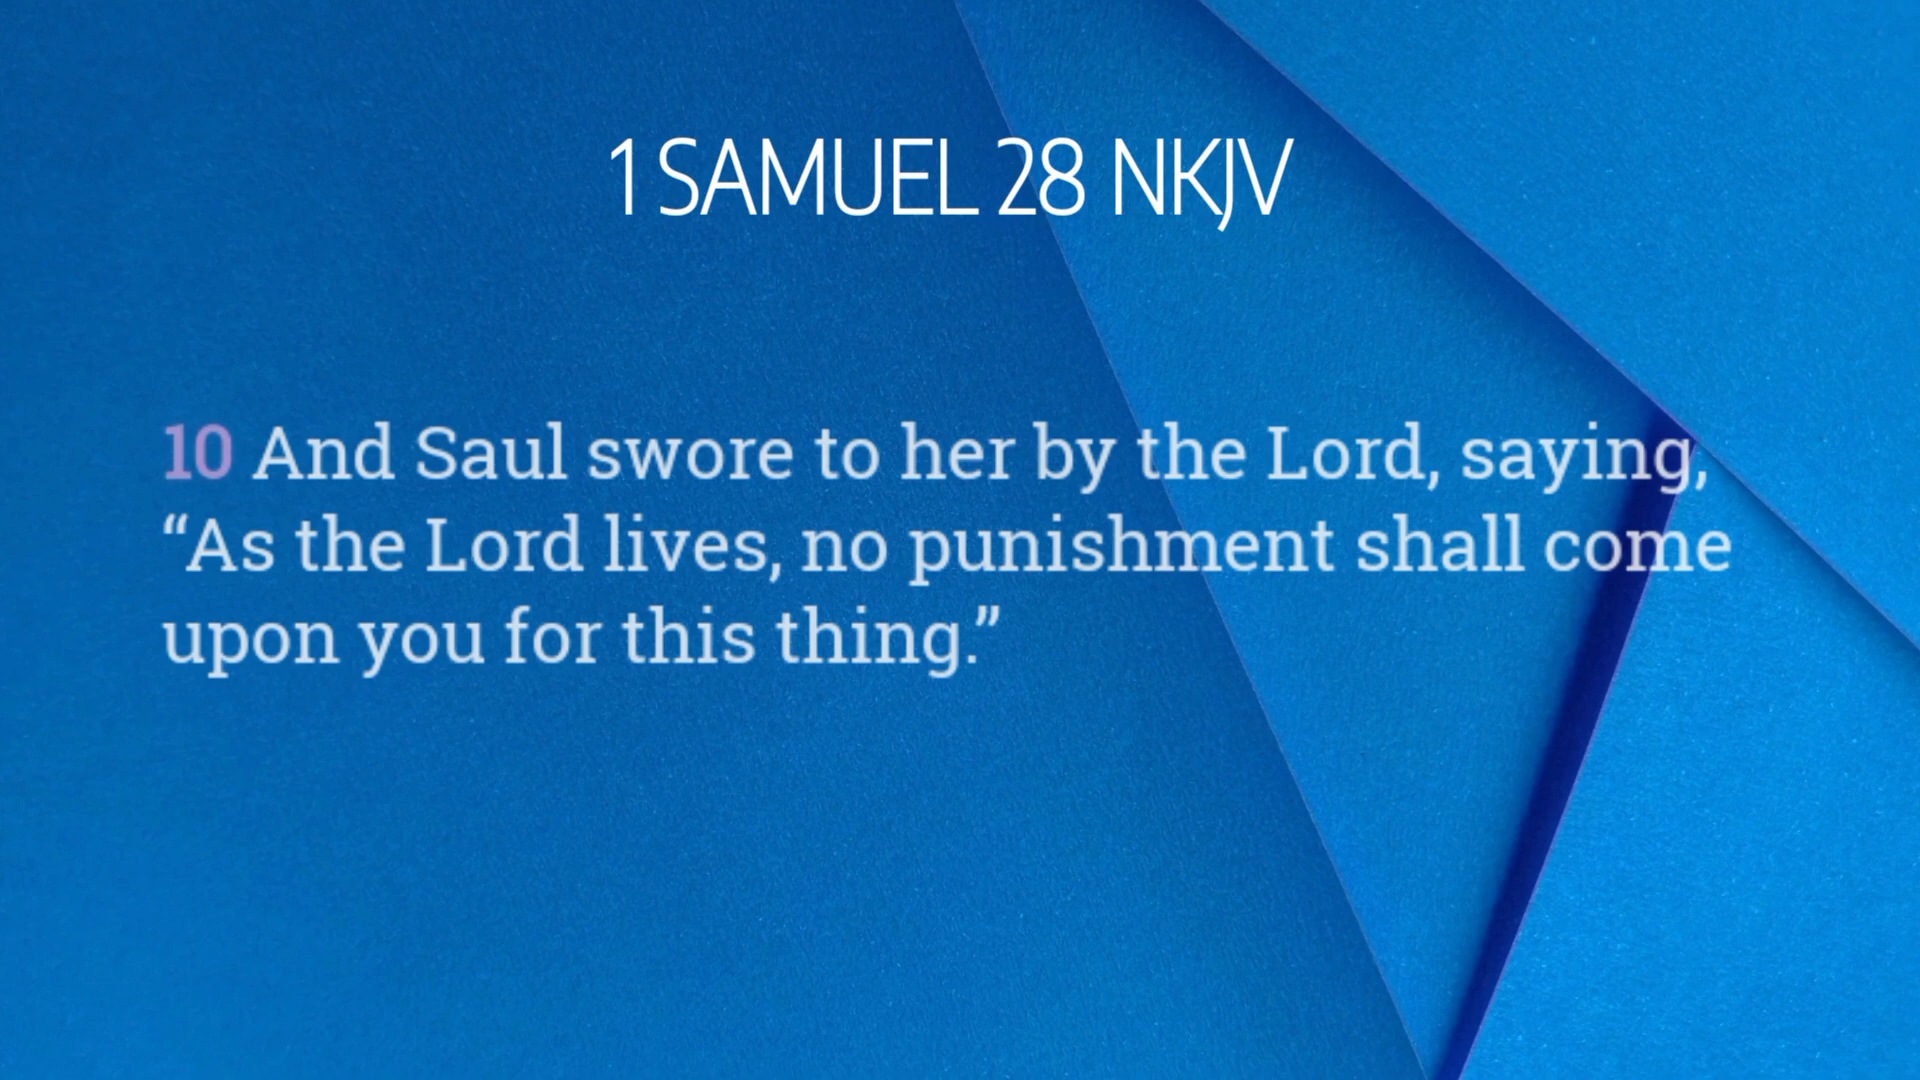 1 SAMUEL 28 NKJV
10 And Saul swore to her by the Lord, saying,
“As the Lord lives, no punishment shall come
upon you for this thing.”